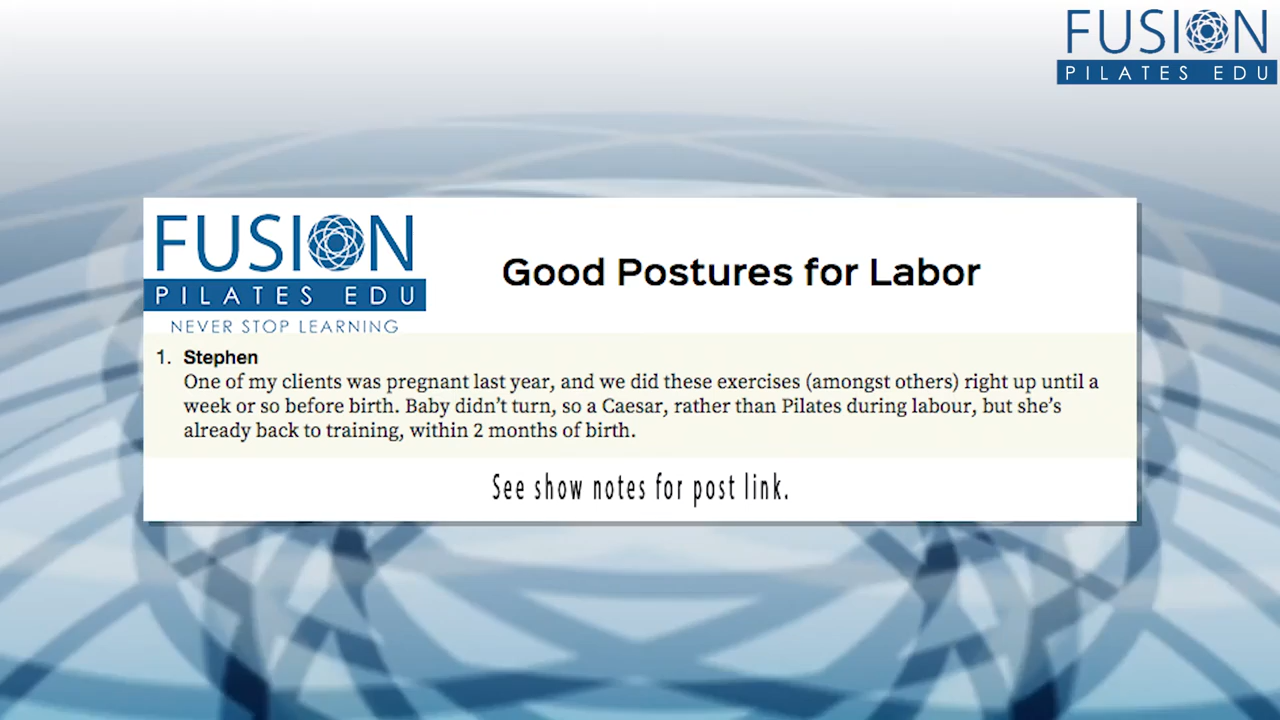 FUSION
PILATES EDU
FUSION
PILATES EDU
NEVER STOP LEARNING
Good Postures for Labor
1. Stephen
One of my clients was pregnant last year, and we did these exercises (amongst others) right up until a
week or so before birth. Baby didn’t turn, so a Caesar, rather than Pilates during labour, but she’s
already back to training, within 2 months of birth.
See show notes for post link.